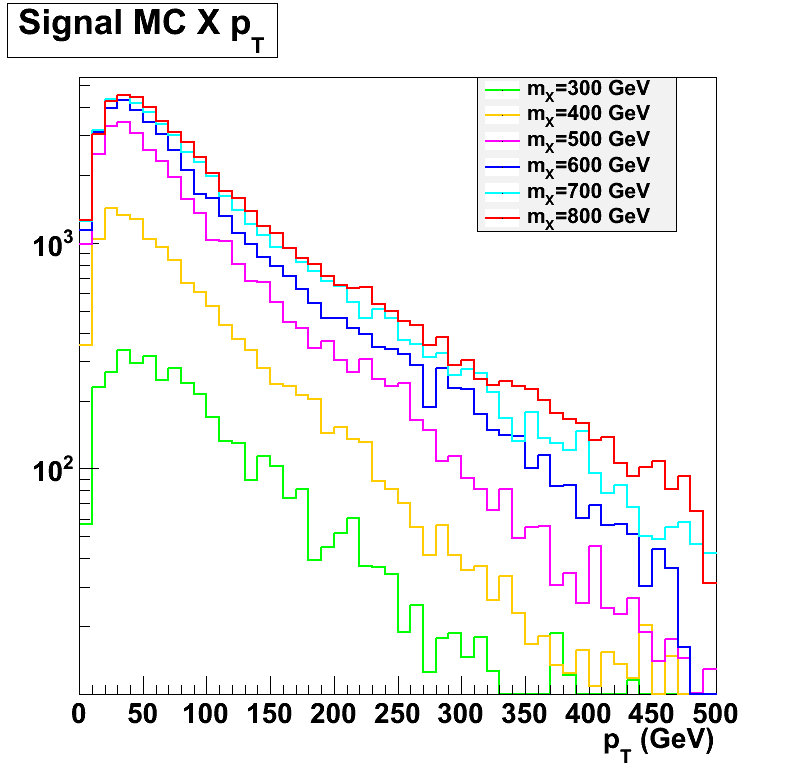 Signal MC X p_T
m_X=300 GeV
m_X=400 GeV
m_X=500 GeV
m_X=600 GeV
m_X=700 GeV
m_X=800 GeV
10^3
10^2
0 50 100 150 200 250 300 350 400 450 500
p_T (GeV)